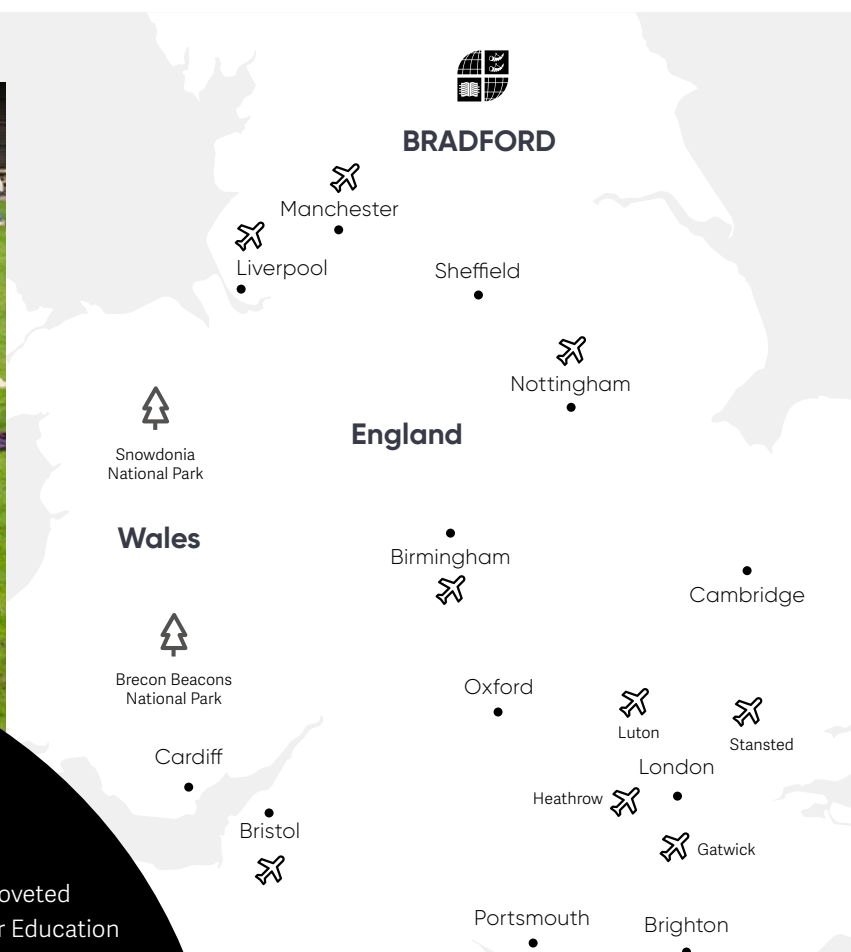 BRADFORD
Manchester
Liverpool
Sheffield
Nottingham
Snowdonia
National Park
England
Wales
Birmingham
Cambridge
Brecon Beacons
National Park
Oxford
Luton
Stansted
Cardiff
London
Heathrow
Bristol
Gatwick
oveted
r Education
Portsmouth
Brighton